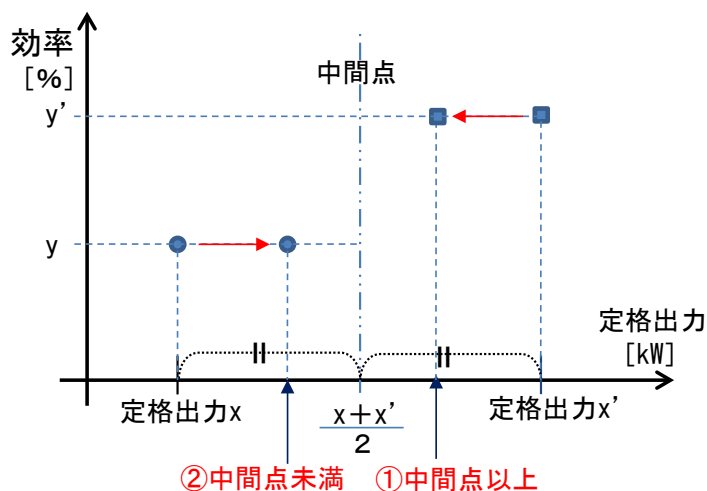 効率
[%]
中間点
y’
y
定格出力
[kW]
定格出力x
x+x’
2
定格出力x’
②中間点未満
①中間点以上